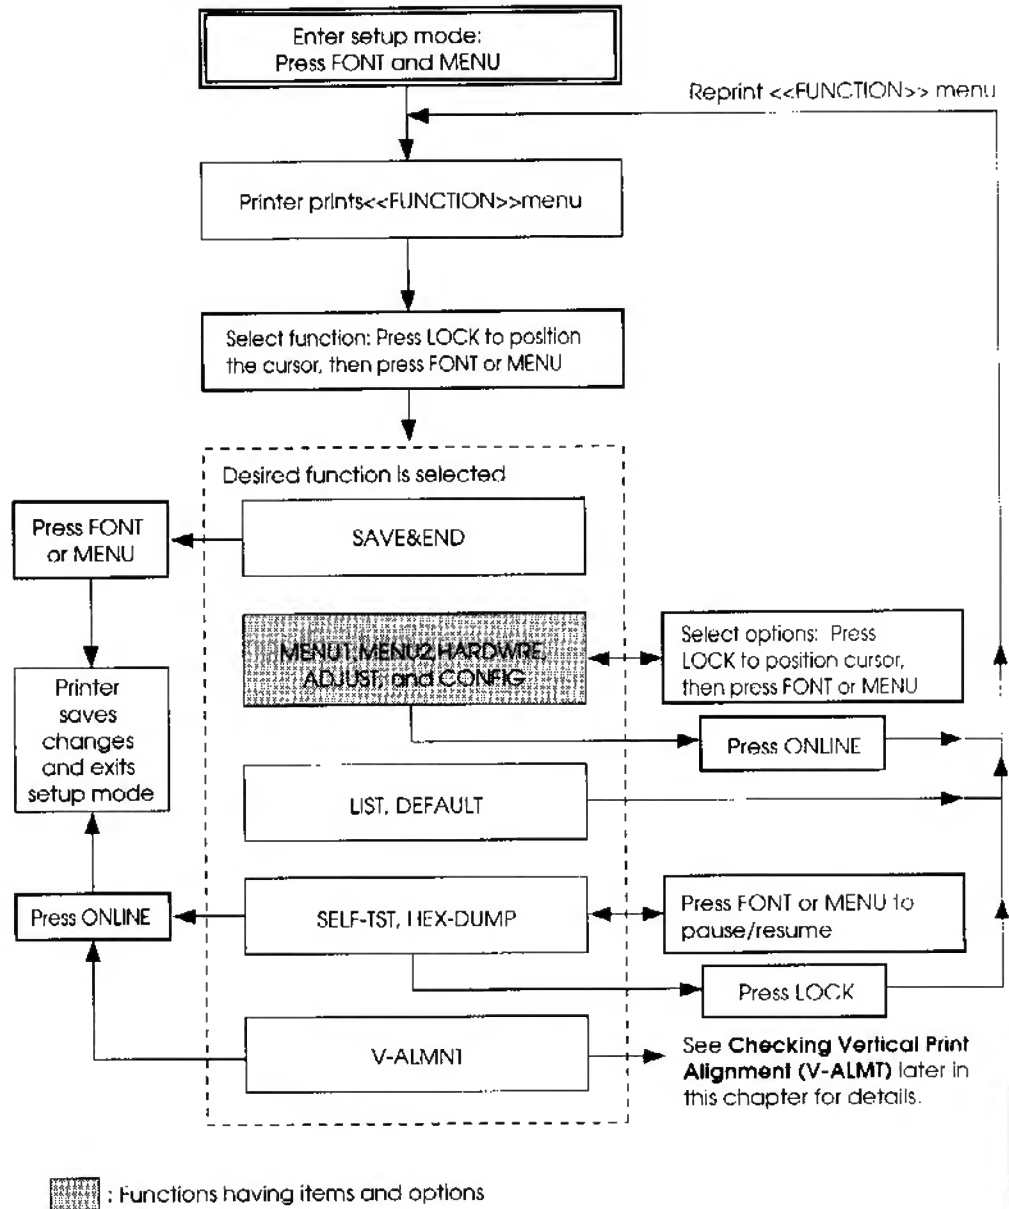 Enter setup mode:
Press FONT and MENU
Reprint <<FUNCTION>> menu
Printer prints<<FUNCTION>>menu
Select function: Press LOCK to position
the cursor, then press FONT or MENU
Desired function is selected
Press FONT
or MENU
SAVE&END
MENU1,MENU2,HARDWRE,
ADJUST, and CONFIG
Select options: Press
LOCK to position cursor,
then press FONT or MENU
Printer
saves
changes
and exits
setup mode
Press ONLINE
LIST, DEFAULT
Press ONLINE
SELF-TST, HEX-DUMP
Press FONT or MENU to
pause/resume
Press LOCK
V-ALMNT
See Checking Vertical Print
Alignment (V-ALMT) later in
this chapter for details.
: Functions having items and options